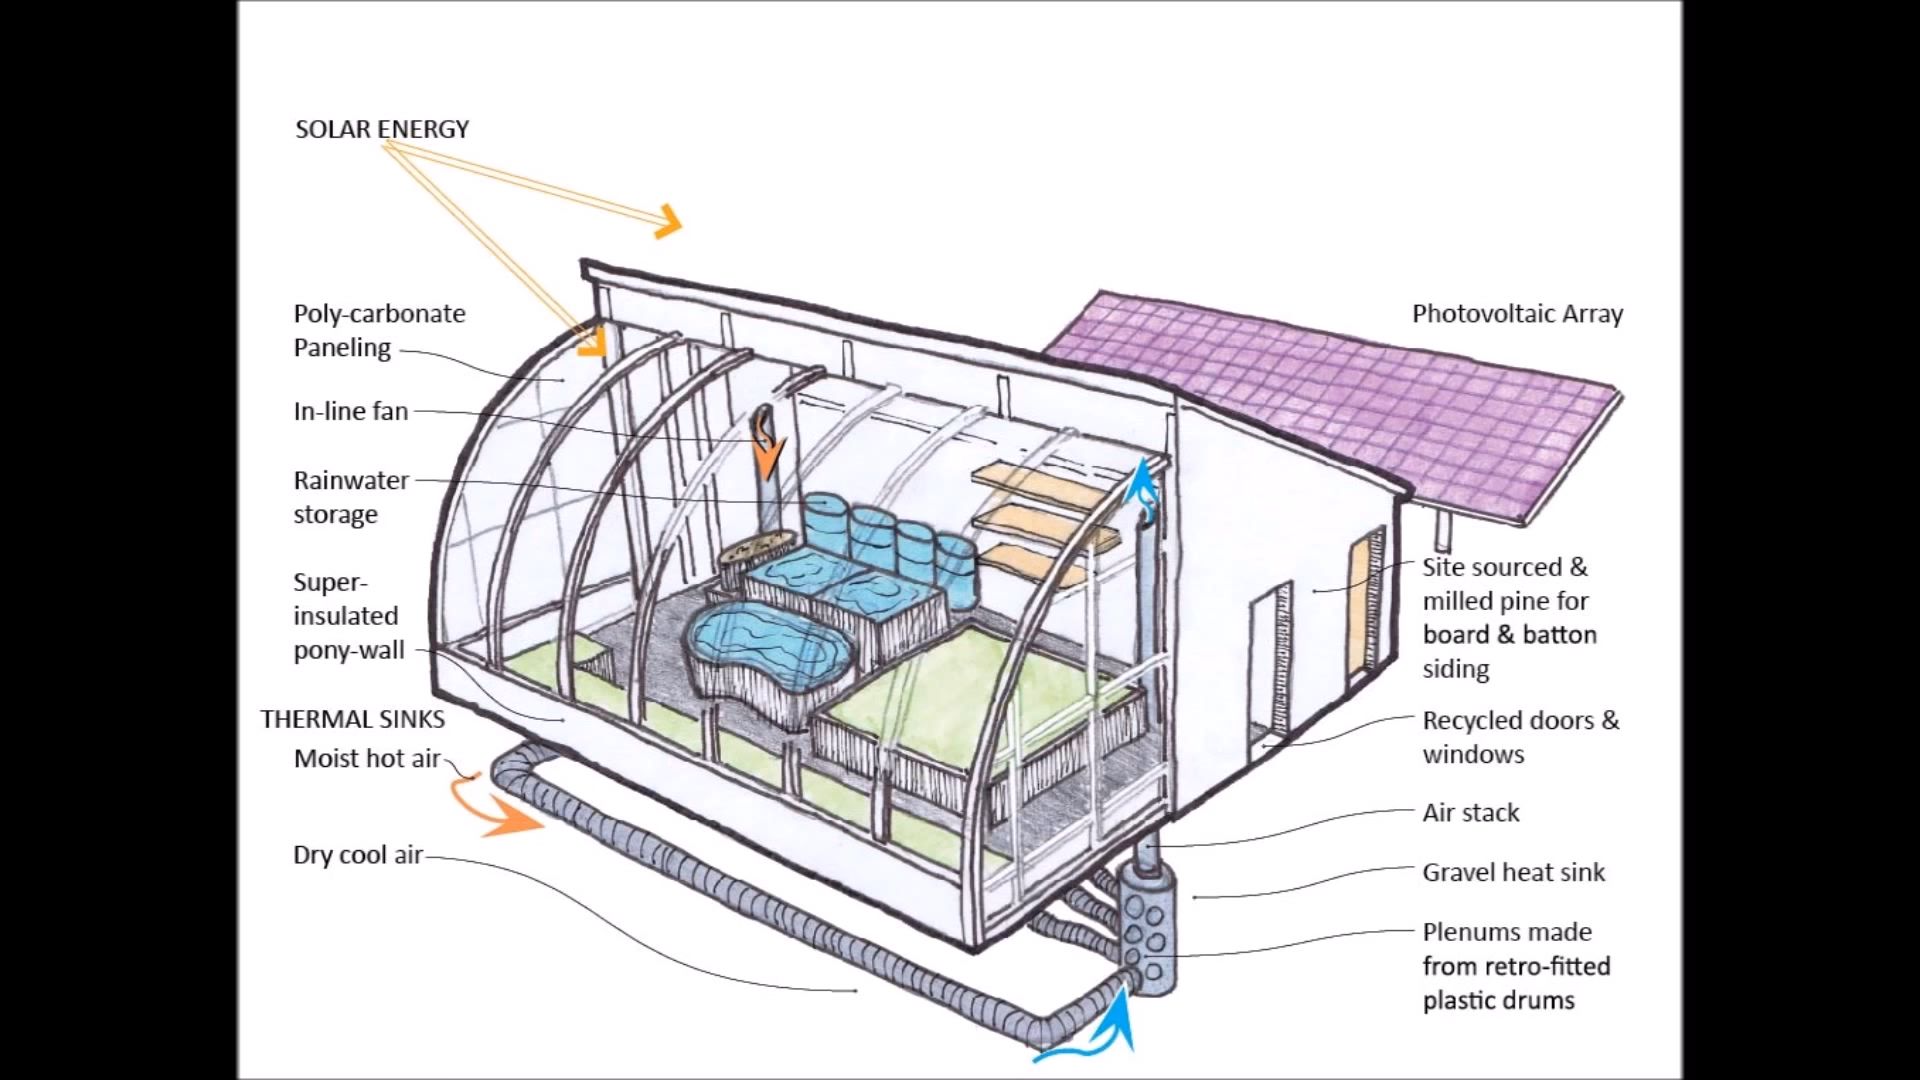 SOLAR ENERGY
Poly-carbonate
Paneling
In-line fan
Rainwater
storage
Super-
insulated
pony-wall
THERMAL SINKS
Moist hot air
Dry cool air
Photovoltaic Array
Site sourced &
milled pine for
board & batton
siding
Recycled doors &
windows
Air stack
Gravel heat sink
Plenums made
from retro-fitted
plastic drums